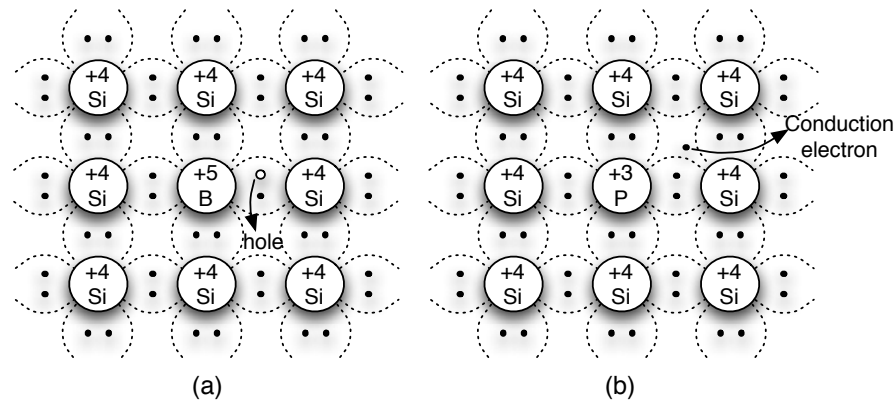 +4 +4 +4
Si Si Si
+4 +5 +4
Si B Si
hole
+4 +4 +4
Si Si Si
(a)
+4 +4 +4
Si Si Si
Conduction
electron
+4 +3 +4
Si P Si
+4 +4 +4
Si Si Si
(b)